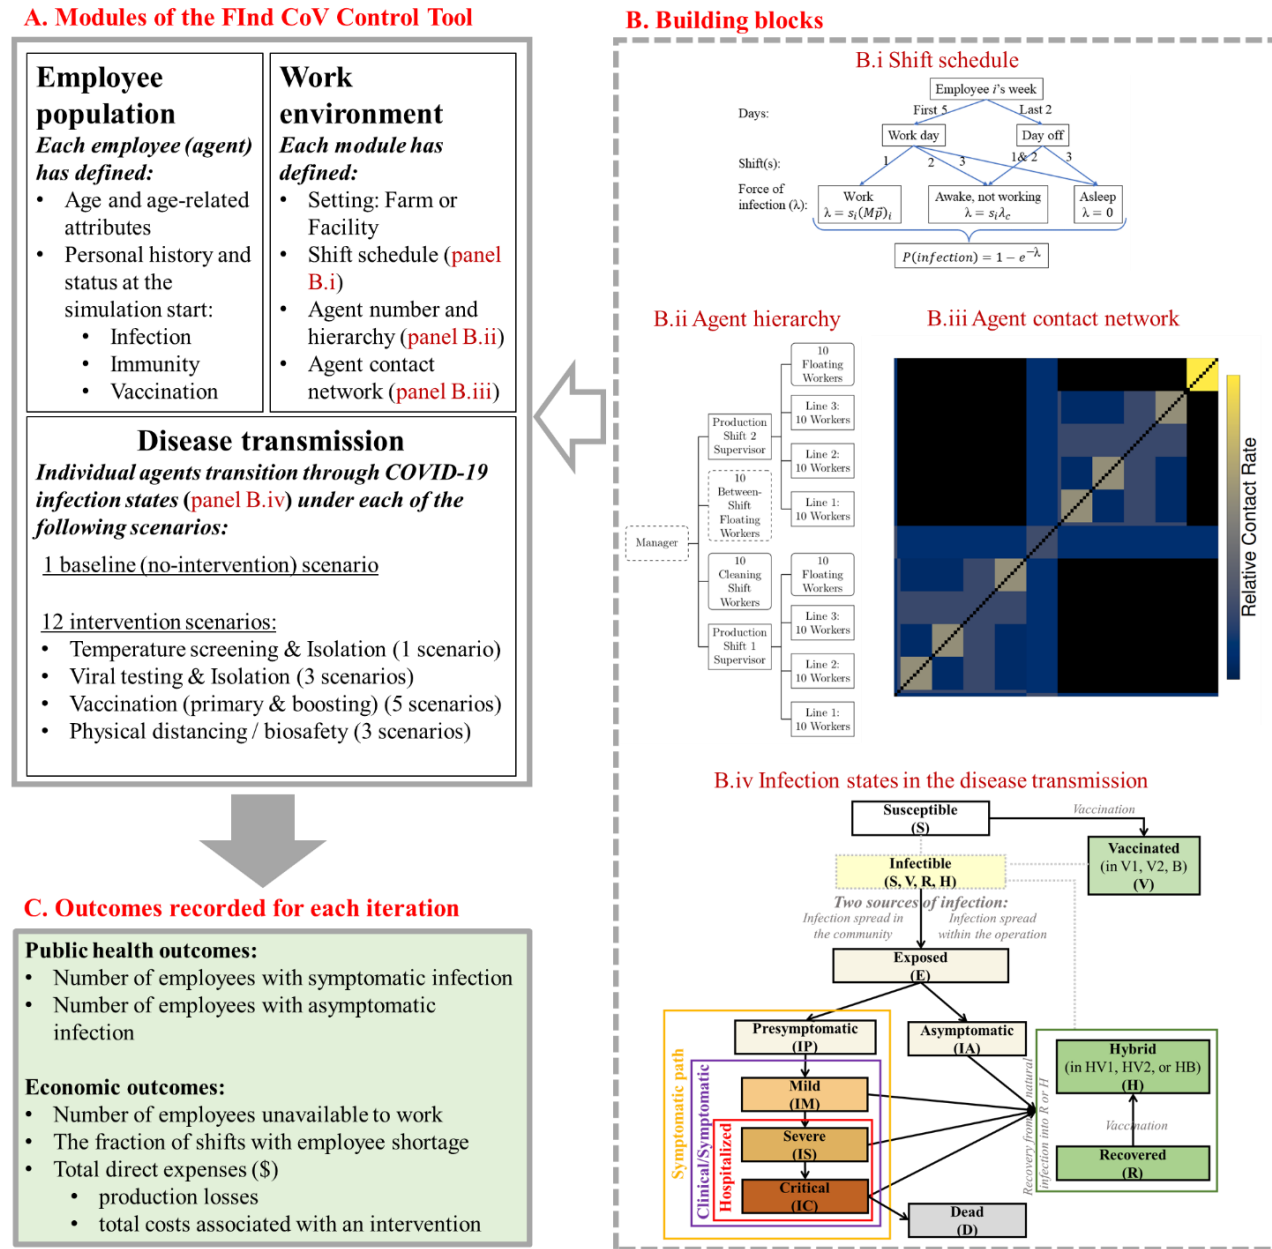 A. Modules of the FInd CoV Control Tool
Employee
population
Each employee (agent)
has defined:
• Age and age-related
attributes
• Personal history and
status at the
simulation start:
• Infection
• Immunity
• Vaccination
Work
environment
Each module has
defined:
• Setting: Farm or
Facility
• Shift schedule (panel
B.i)
• Agent number and
hierarchy (panel B.ii)
• Agent contact
network (panel B.iii)
Disease transmission
Individual agents transition through COVID-19
infection states (panel B.iv) under each of the
following scenarios:
1 baseline (no-intervention) scenario
12 intervention scenarios:
• Temperature screening & Isolation (1 scenario)
• Viral testing & Isolation (3 scenarios)
• Vaccination (primary & boosting) (5 scenarios)
• Physical distancing / biosafety (3 scenarios)
C. Outcomes recorded for each iteration
Public health outcomes:
• Number of employees with symptomatic infection
• Number of employees with asymptomatic
infection
Economic outcomes:
• Number of employees unavailable to work
• The fraction of shifts with employee shortage
• Total direct expenses ($)
• production losses
• total costs associated with an intervention
B. Building blocks
B.i Shift schedule
Employee i's week
Days:
First 5
Last 2
Work day
Day off
Shift(s):
1
2
3
1& 2
3
Force of
infection (λ):
Work
λ = sᵢ(Mp⃗)ᵢ
Awake, not working
λ = sᵢλ꜀
Asleep
λ = 0
P(infection) = 1 − e^−λ
B.ii Agent hierarchy
Manager
Production
Shift 2
Supervisor
10
Between-
Shift
Floating
Workers
10
Cleaning
Shift
Workers
Production
Shift 1
Supervisor
10
Floating
Workers
Line 3:
10 Workers
Line 2:
10 Workers
Line 1:
10 Workers
10
Floating
Workers
Line 3:
10 Workers
Line 2:
10 Workers
Line 1:
10 Workers
B.iii Agent contact network
Relative Contact Rate
B.iv Infection states in the disease transmission
Susceptible
(S)
Vaccination
Vaccinated
(in V1, V2, B)
(V)
Infectible
(S, V, R, H)
Two sources of infection:
Infection spread in
the community
Infection spread
within the operation
Exposed
(E)
Presymptomatic
(IP)
Asymptomatic
(IA)
Symptomatic path
Clinical/Symptomatic
Hospitalized
Mild
(IM)
Severe
(IS)
Critical
(IC)
Dead
(D)
Recovery from natural
infection into R or H
Hybrid
(in HV1, HV2, or HB)
(H)
Vaccination
Recovered
(R)